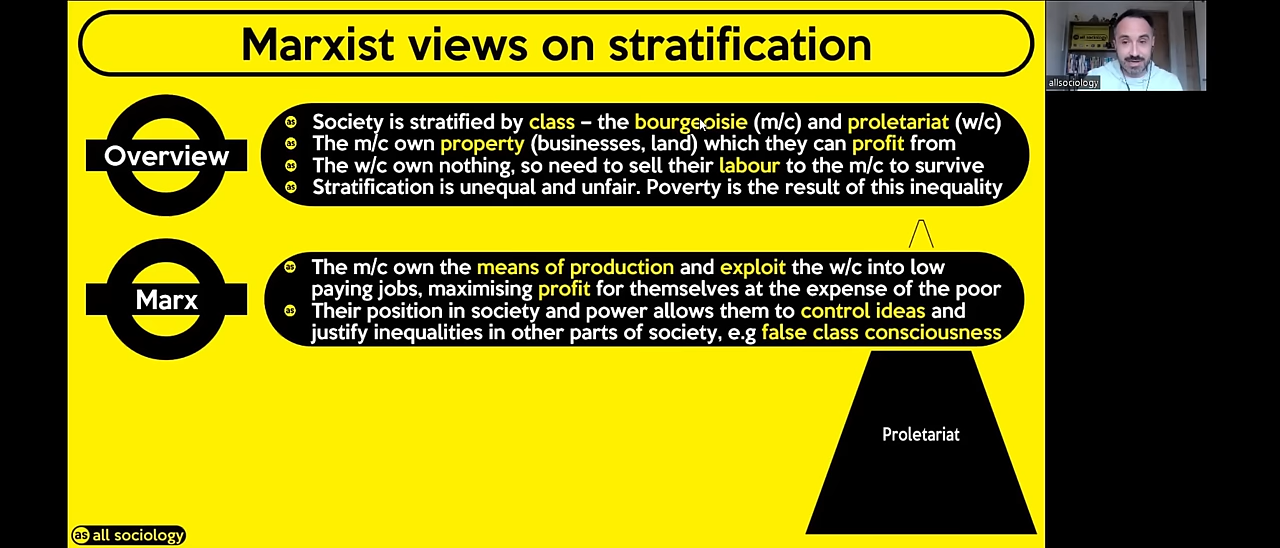 Marxist views on stratification
allsociology
Overview
Society is stratified by class – the bourgeoisie (m/c) and proletariat (w/c)
The m/c own property (businesses, land) which they can profit from
The w/c own nothing, so need to sell their labour to the m/c to survive
Stratification is unequal and unfair. Poverty is the result of this inequality
Marx
The m/c own the means of production and exploit the w/c into low
paying jobs, maximising profit for themselves at the expense of the poor
Their position in society and power allows them to control ideas and
justify inequalities in other parts of society, e.g false class consciousness
Proletariat
as all sociology